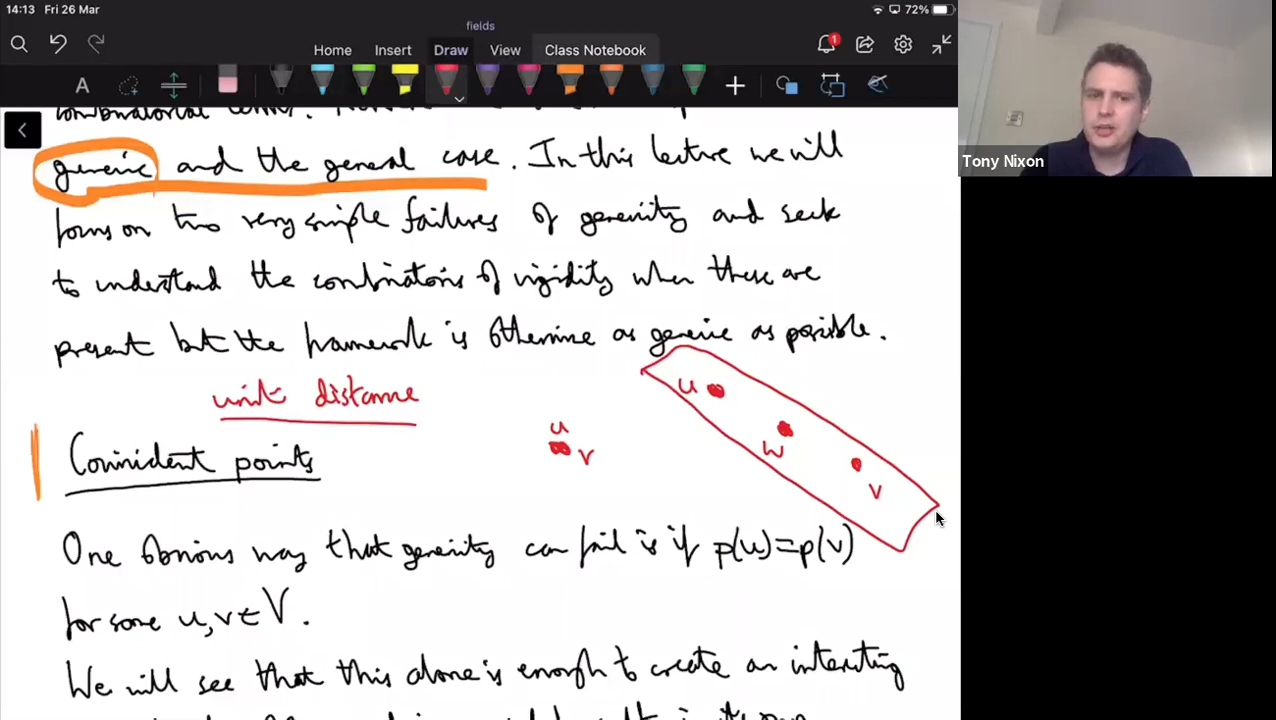 14:13 Fri 26 Mar
72%
fields
Home Insert Draw View Class Notebook
1
A
Tony Nixon
combinatorial
generic and the general case. In this lecture we will
focus on two very simple failures of genericity and seek
to understand the combinatorics of rigidity when these are
present but the framework is otherwise as generic as possible.
unit distance
u
v
u
w
v
Coincident points
One obvious way that genericity can fail is if p(u)=p(v)
for some u,v∈V.
We will see that this alone is enough to create an interesting